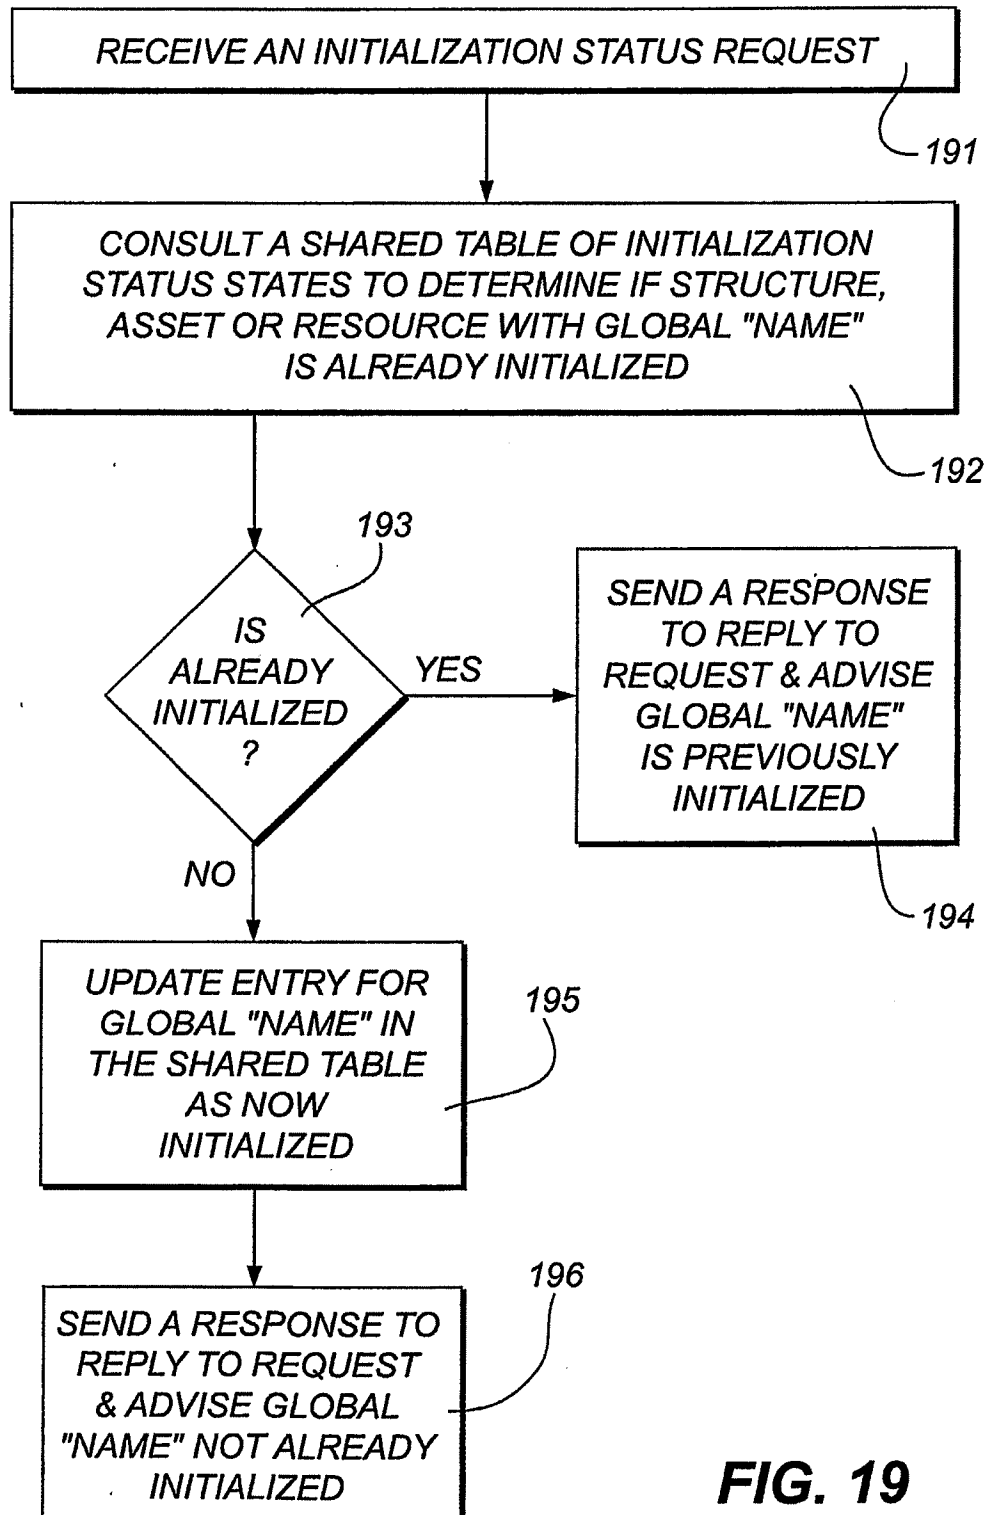 RECEIVE AN INITIALIZATION STATUS REQUEST
191
CONSULT A SHARED TABLE OF INITIALIZATION
STATUS STATES TO DETERMINE IF STRUCTURE,
ASSET OR RESOURCE WITH GLOBAL "NAME"
IS ALREADY INITIALIZED
192
193
IS
ALREADY
INITIALIZED
?
YES
SEND A RESPONSE
TO REPLY TO
REQUEST & ADVISE
GLOBAL "NAME"
IS PREVIOUSLY
INITIALIZED
194
NO
UPDATE ENTRY FOR
GLOBAL "NAME" IN
THE SHARED TABLE
AS NOW
INITIALIZED
195
SEND A RESPONSE TO
REPLY TO REQUEST
& ADVISE GLOBAL
"NAME" NOT ALREADY
INITIALIZED
196
FIG. 19